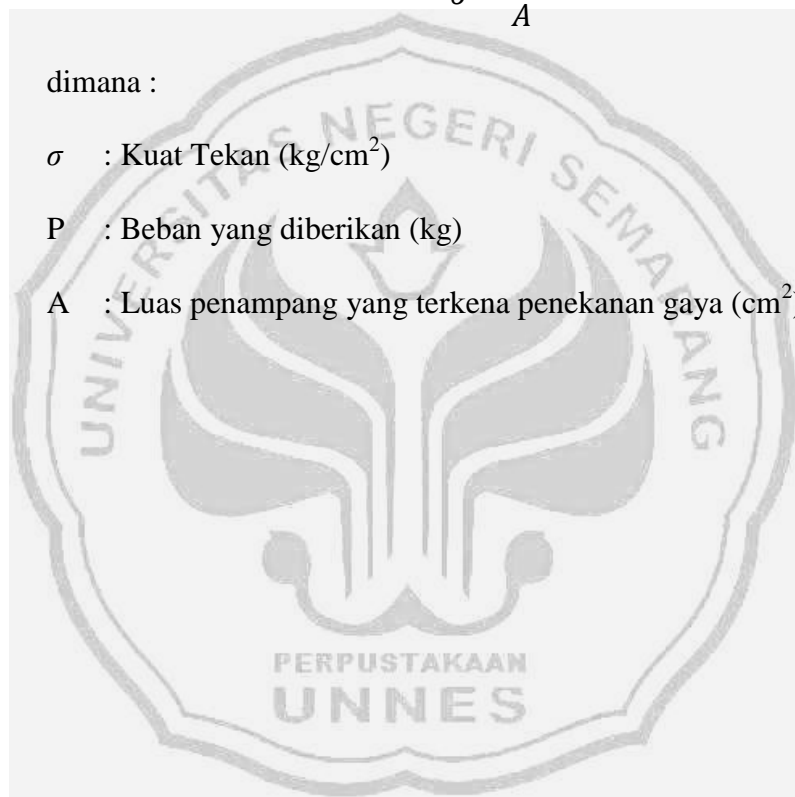 A
dimana :
σ : Kuat Tekan (kg/cm²)
P : Beban yang diberikan (kg)
A : Luas penampang yang terkena penekanan gaya (cm²)
UNIVERSITAS NEGERI SEMARANG
PERPUSTAKAAN
UNNES